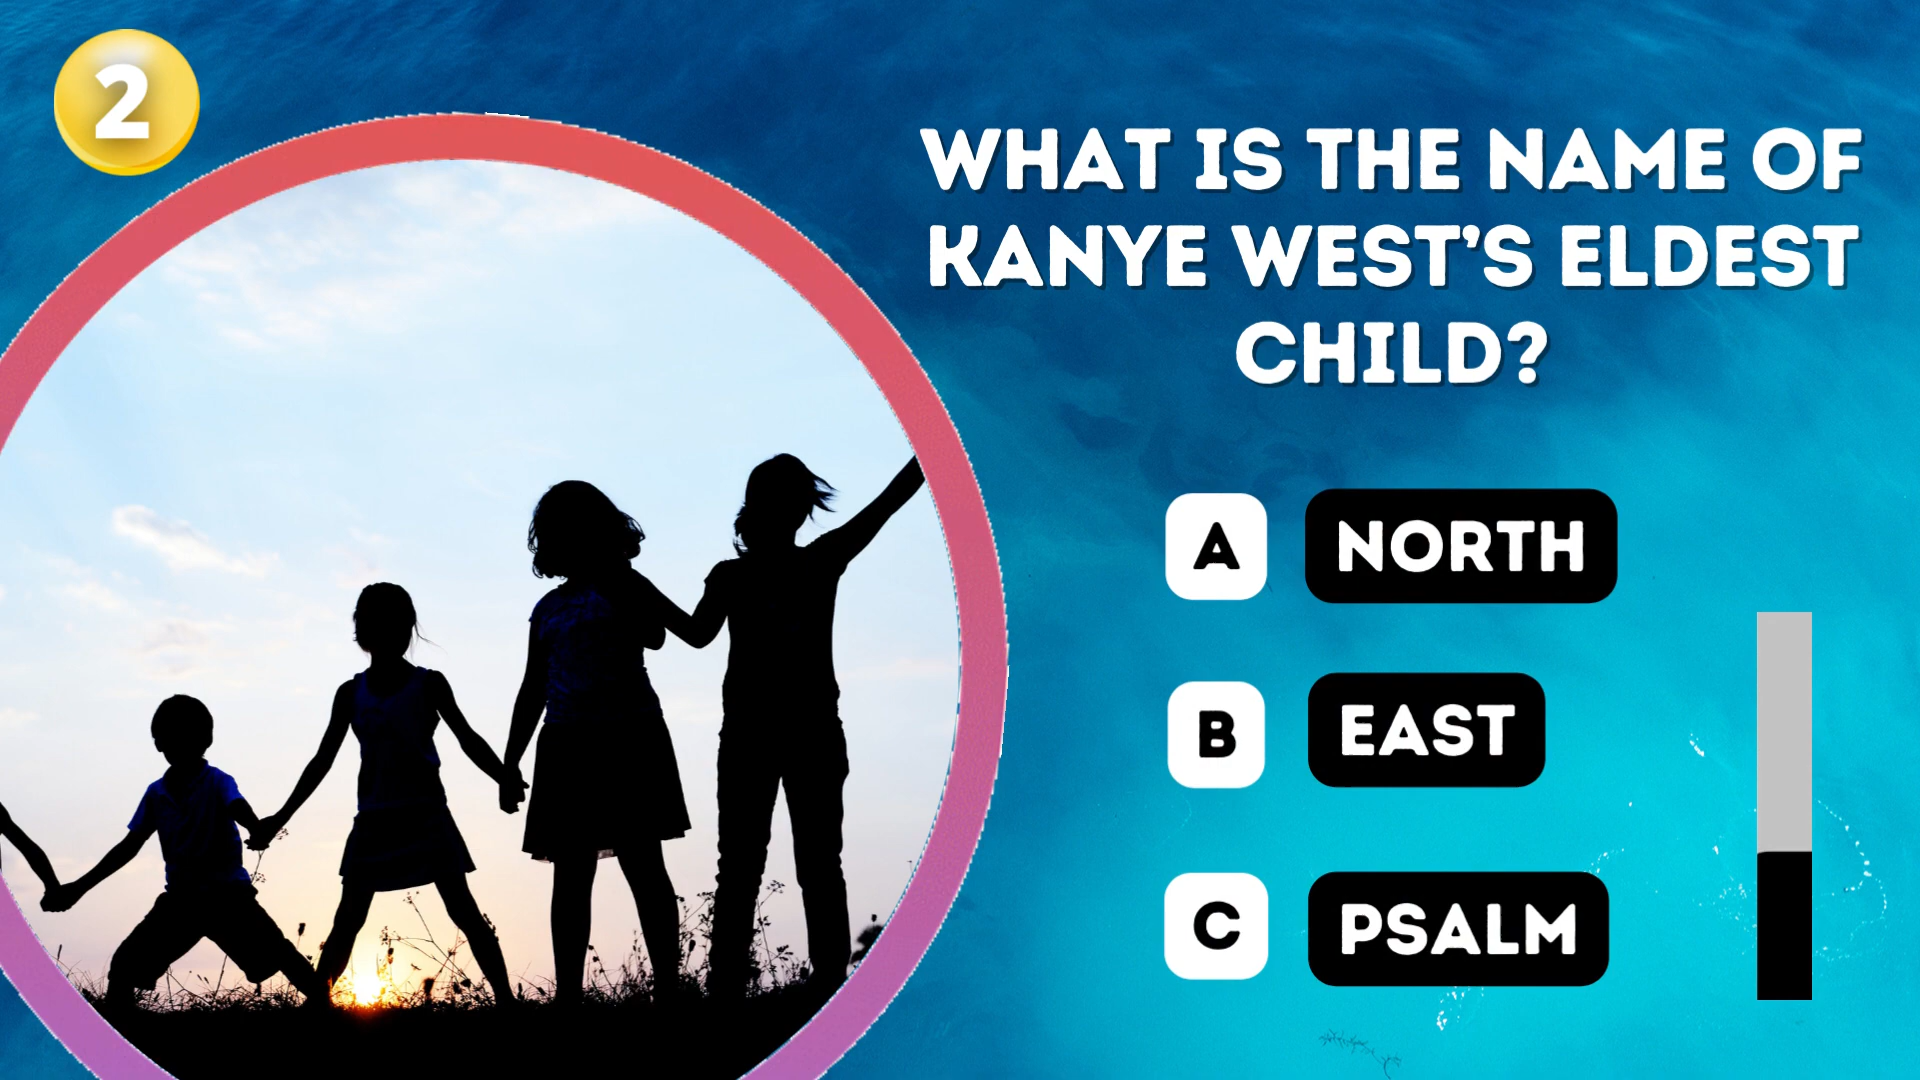 2
WHAT IS THE NAME OF
KANYE WEST'S ELDEST
CHILD?
A NORTH
B EAST
C PSALM